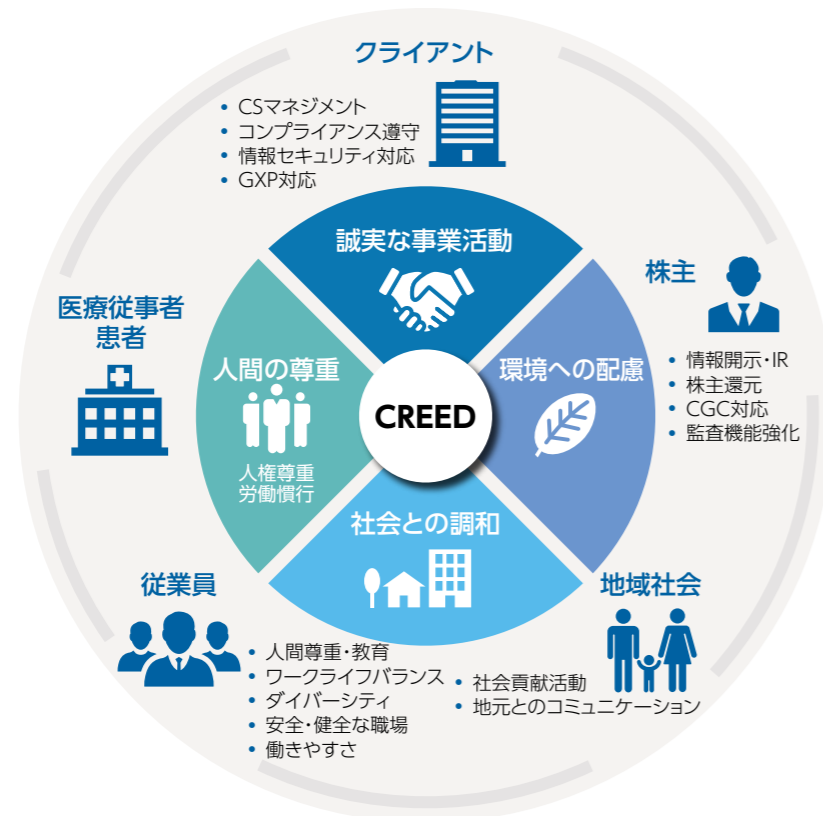 クライアント
• CSマネジメント
• コンプライアンス遵守
• 情報セキュリティ対応
• GXP対応
誠実な事業活動
株主
• 情報開示・IR
• 株主還元
• CGC対応
• 監査機能強化
医療従事者
患者
人間の尊重
人権尊重
労働慣行
CREED
環境への配慮
社会との調和
従業員
• 人間尊重・教育
• ワークライフバランス
• ダイバーシティ
• 安全・健全な職場
• 働きやすさ
地域社会
• 社会貢献活動
• 地元とのコミュニケーション